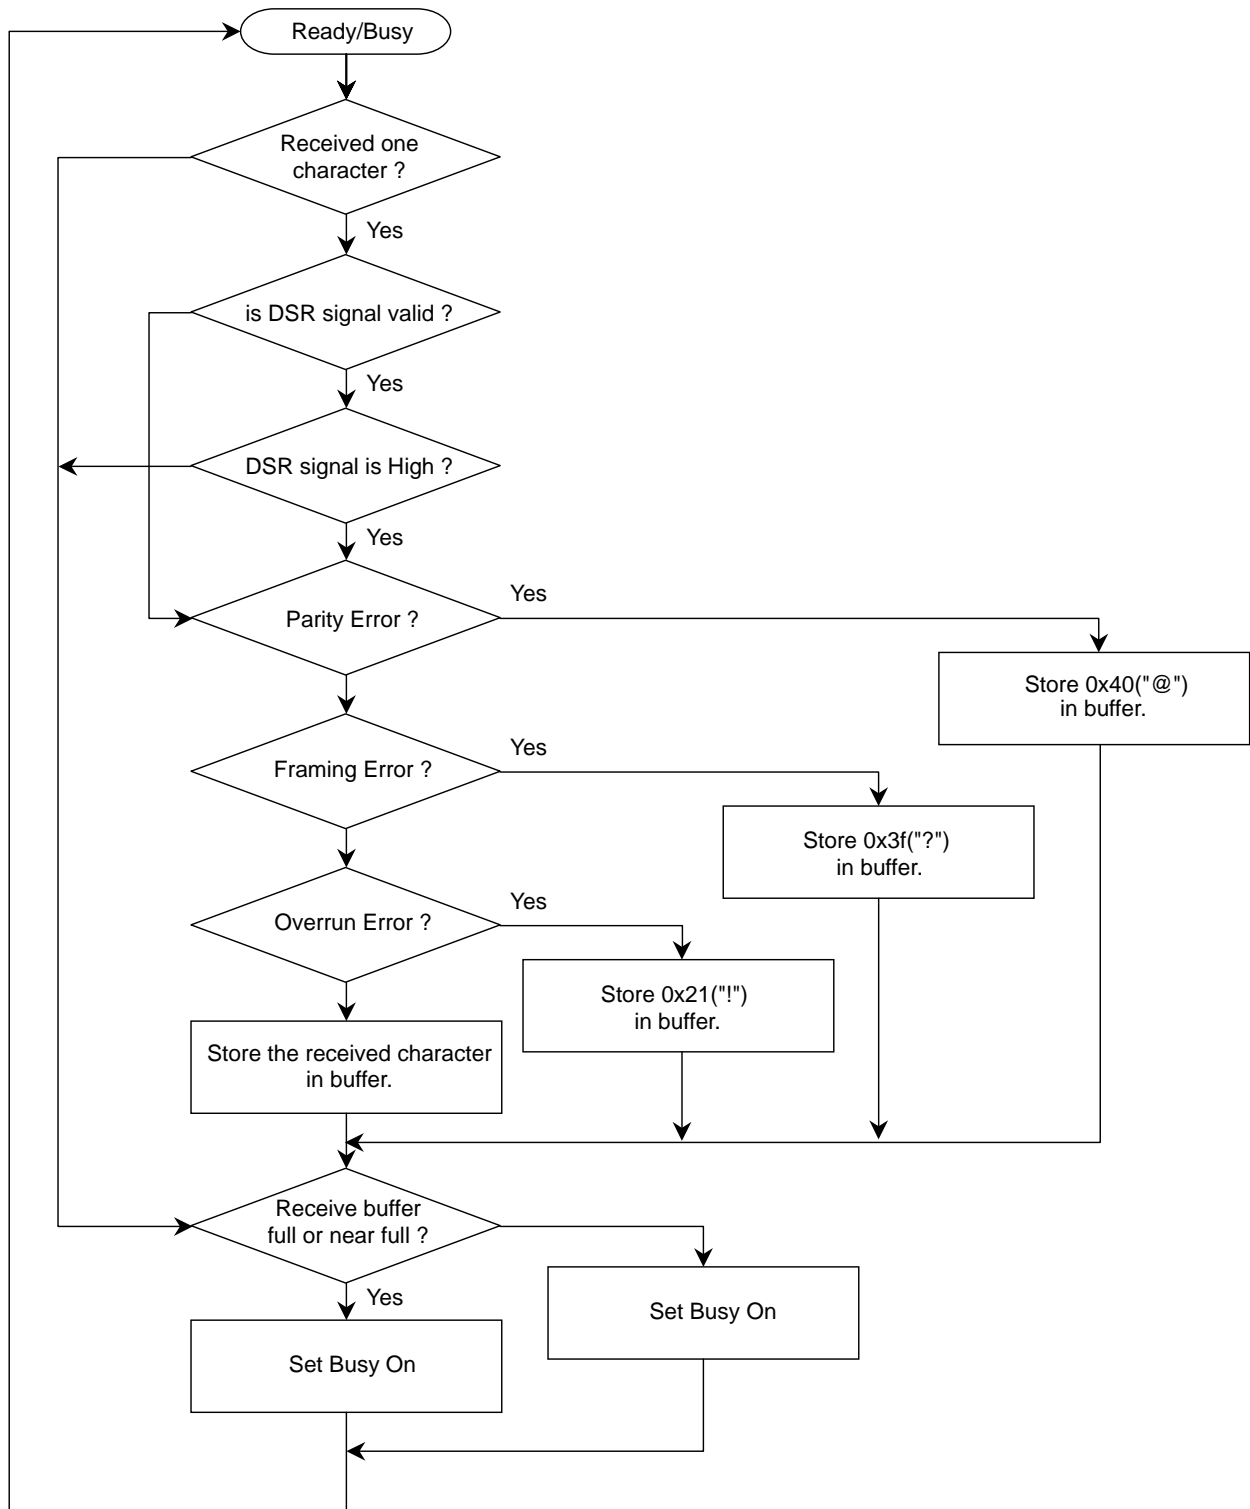 Ready/Busy
Received one
character ?
Yes
is DSR signal valid ?
Yes
DSR signal is High ?
Yes
Parity Error ?
Yes
Store 0x40("@")
in buffer.
Framing Error ?
Yes
Store 0x3f("?")
in buffer.
Overrun Error ?
Yes
Store 0x21("!")
in buffer.
Store the received character
in buffer.
Receive buffer
full or near full ?
Yes
Set Busy On
Set Busy On